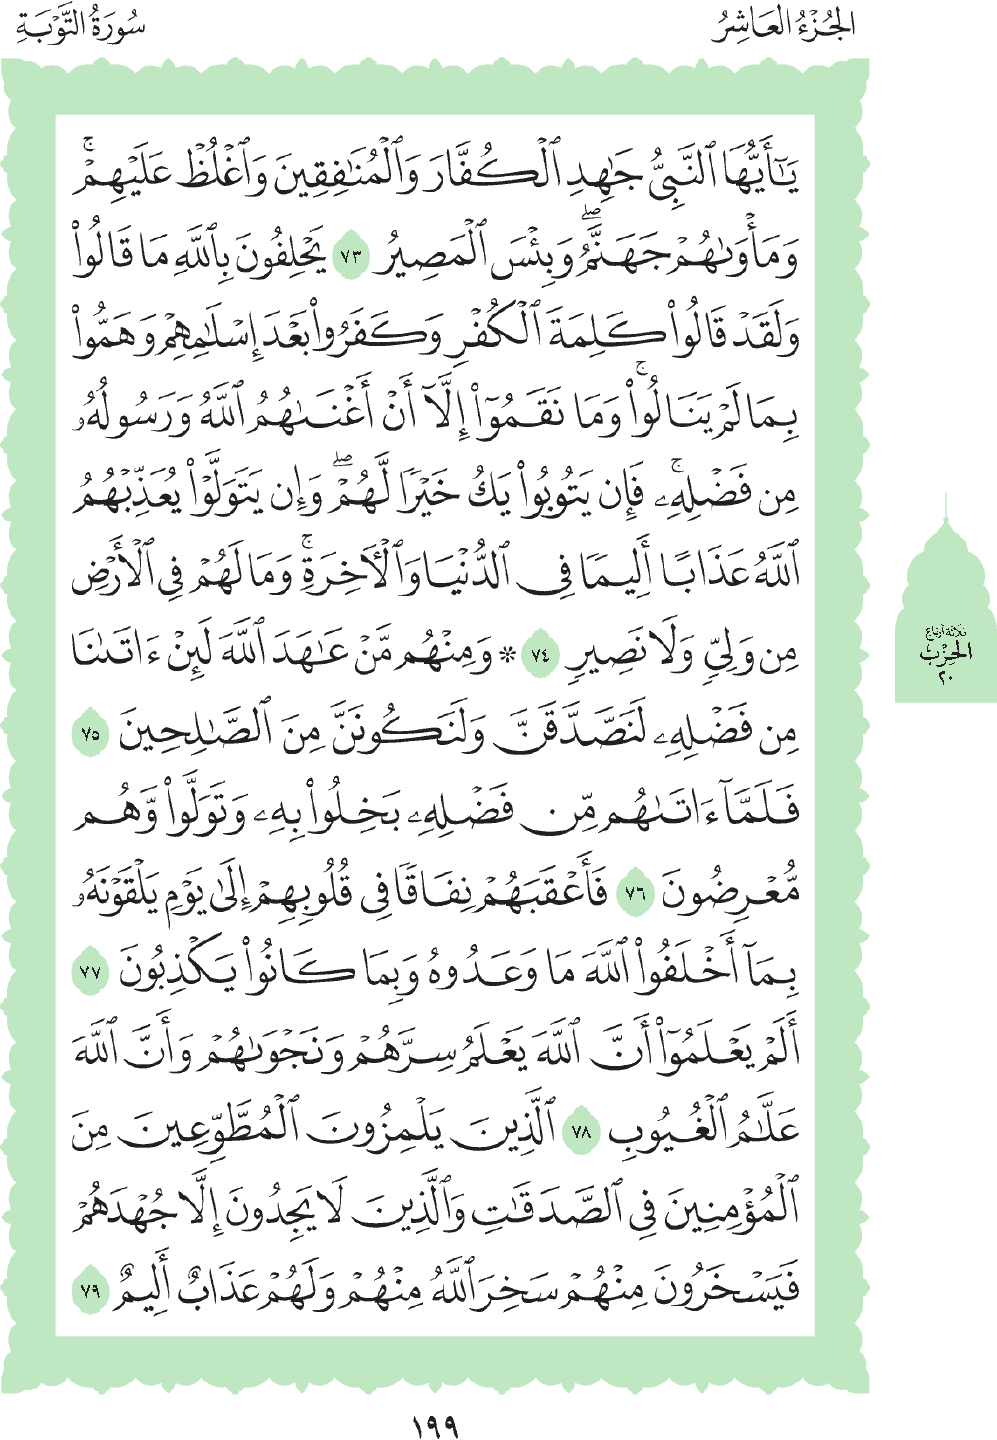 الجُزْءُ العَاشِرُ
سُورَةُ التَّوْبَةِ
يَٰٓأَيُّهَا ٱلنَّبِىُّ جَٰهِدِ ٱلْكُفَّارَ وَٱلْمُنَٰفِقِينَ وَٱغْلُظْ عَلَيْهِمْۚ
وَمَأْوَىٰهُمْ جَهَنَّمُۖ وَبِئْسَ ٱلْمَصِيرُ ٧٣ يَحْلِفُونَ بِٱللَّهِ مَا قَالُوا۟
وَلَقَدْ قَالُوا۟ كَلِمَةَ ٱلْكُفْرِ وَكَفَرُوا۟ بَعْدَ إِسْلَٰمِهِمْ وَهَمُّوا۟
بِمَا لَمْ يَنَالُوا۟ۚ وَمَا نَقَمُوٓا۟ إِلَّآ أَنْ أَغْنَىٰهُمُ ٱللَّهُ وَرَسُولُهُۥ
مِن فَضْلِهِۦۚ فَإِن يَتُوبُوا۟ يَكُ خَيْرًا لَّهُمْۖ وَإِن يَتَوَلَّوْا۟ يُعَذِّبْهُمُ
ٱللَّهُ عَذَابًا أَلِيمًا فِى ٱلدُّنْيَا وَٱلْءَاخِرَةِۚ وَمَا لَهُمْ فِى ٱلْأَرْضِ
مِن وَلِىٍّ وَلَا نَصِيرٍ ٧٤ * وَمِنْهُم مَّنْ عَٰهَدَ ٱللَّهَ لَئِنْ ءَاتَىٰنَا
مِن فَضْلِهِۦ لَنَصَّدَّقَنَّ وَلَنَكُونَنَّ مِنَ ٱلصَّٰلِحِينَ ٧٥
فَلَمَّآ ءَاتَىٰهُم مِّن فَضْلِهِۦ بَخِلُوا۟ بِهِۦ وَتَوَلَّوا۟ وَّهُم
مُّعْرِضُونَ ٧٦ فَأَعْقَبَهُمْ نِفَاقًا فِى قُلُوبِهِمْ إِلَىٰ يَوْمِ يَلْقَوْنَهُۥ
بِمَآ أَخْلَفُوا۟ ٱللَّهَ مَا وَعَدُوهُ وَبِمَا كَانُوا۟ يَكْذِبُونَ ٧٧
أَلَمْ يَعْلَمُوٓا۟ أَنَّ ٱللَّهَ يَعْلَمُ سِرَّهُمْ وَنَجْوَىٰهُمْ وَأَنَّ ٱللَّهَ
عَلَّٰمُ ٱلْغُيُوبِ ٧٨ ٱلَّذِينَ يَلْمِزُونَ ٱلْمُطَّوِّعِينَ مِنَ
ٱلْمُؤْمِنِينَ فِى ٱلصَّدَقَٰتِ وَٱلَّذِينَ لَا يَجِدُونَ إِلَّا جُهْدَهُمْ
فَيَسْخَرُونَ مِنْهُمْ سَخِرَ ٱللَّهُ مِنْهُمْ وَلَهُمْ عَذَابٌ أَلِيمٌ ٧٩
ثلاثة أرباع
الحِزْب
٢٠
١٩٩